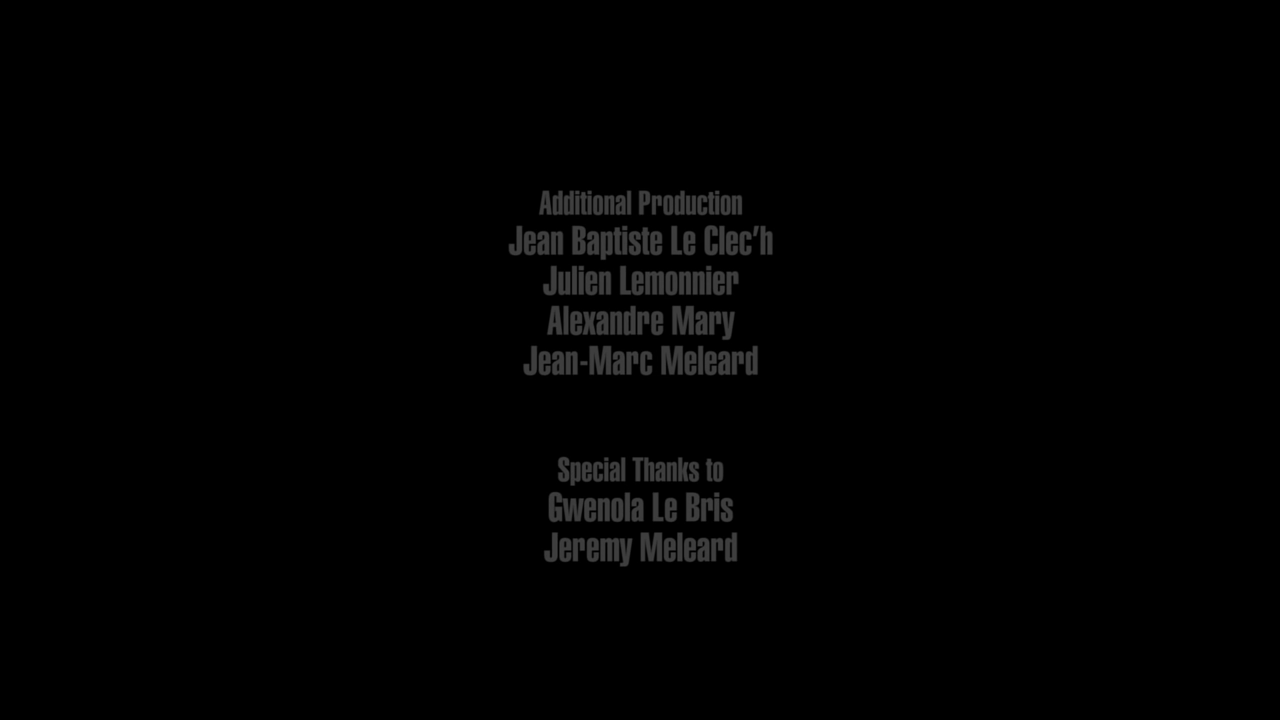 Additional Production
Jean Baptiste Le Clec'h
Julien Lemonnier
Alexandre Mary
Jean-Marc Meleard
Special Thanks to
Gwenola Le Bris
Jeremy Meleard